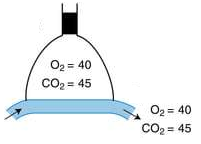 O₂ = 40
CO₂ = 45
O₂ = 40
CO₂ = 45